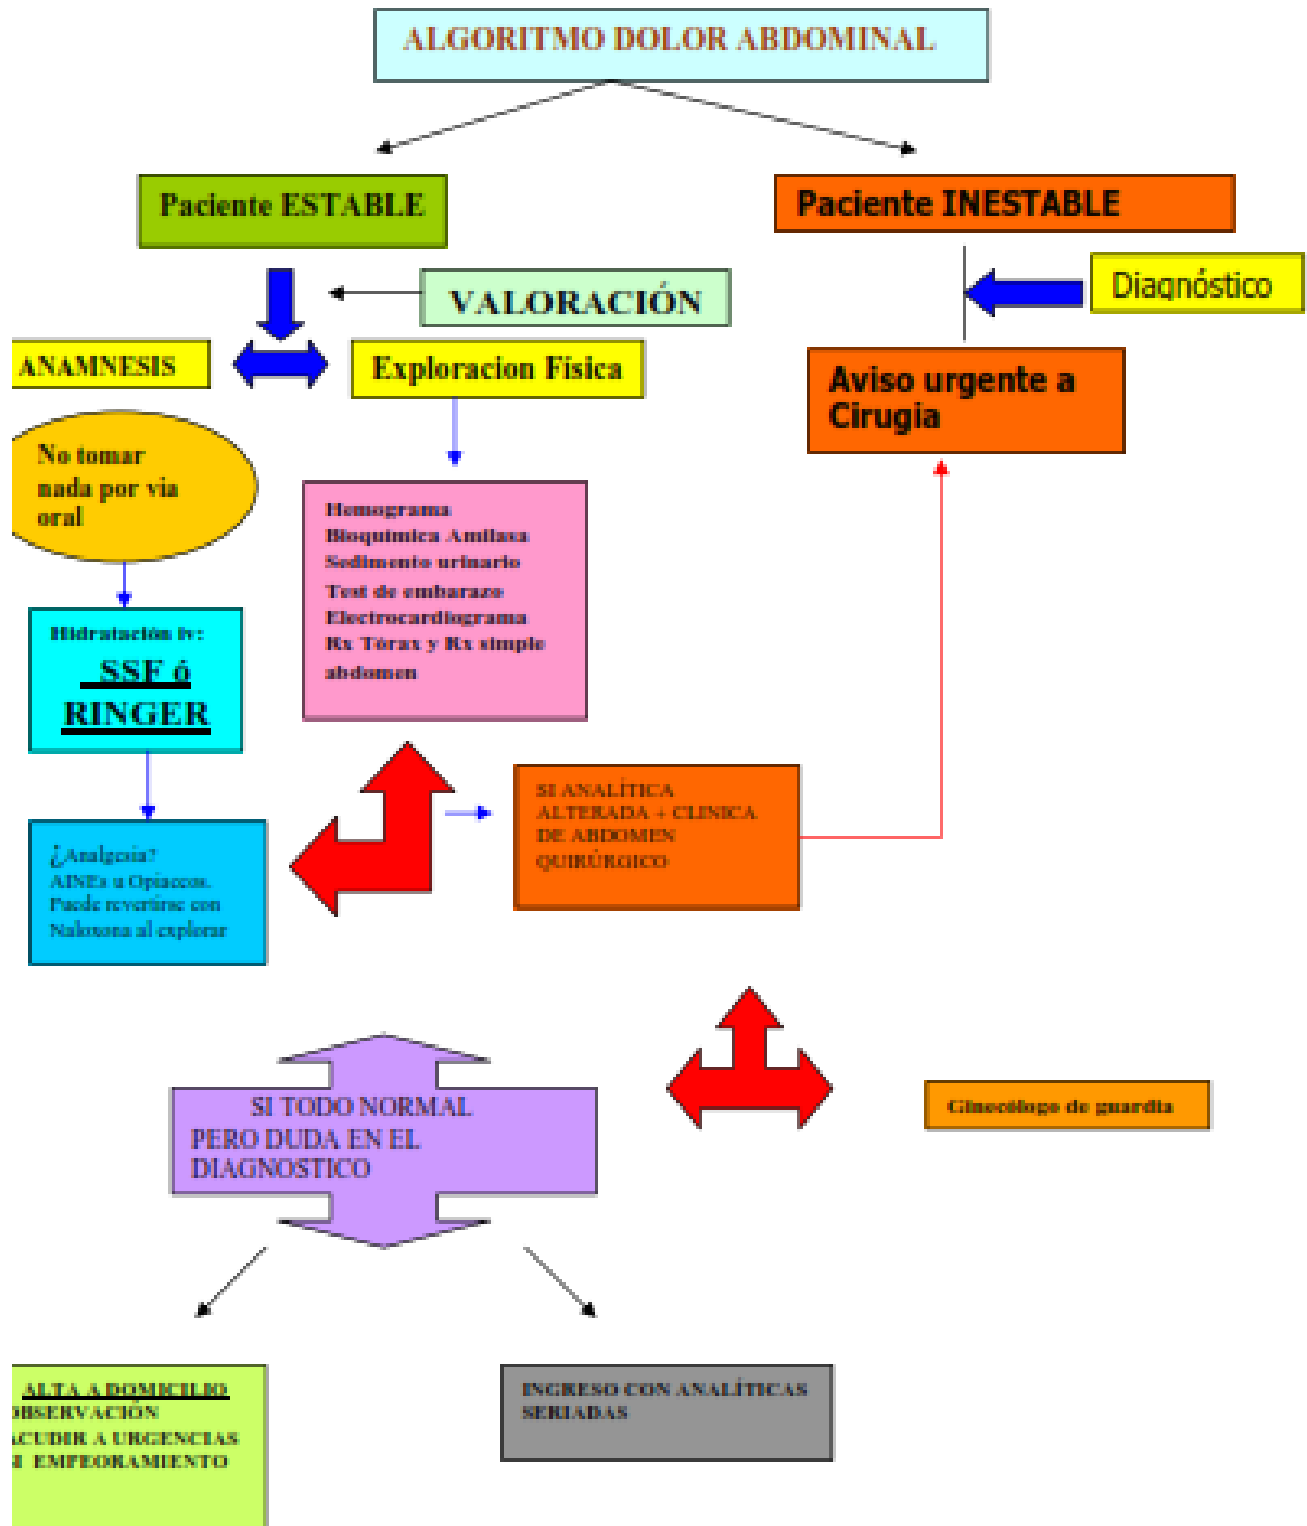 ALGORITMO DOLOR ABDOMINAL
Paciente ESTABLE
Paciente INESTABLE
VALORACIÓN
Diagnóstico
ANAMNESIS
Exploracion Física
Aviso urgente a
Cirugia
No tomar
nada por via
oral
Hemograma
Bioquímica Amilasa
Sedimento urinario
Test de embarazo
Electrocardiograma
Rx Tórax y Rx simple
abdomen
Hidratación iv:
SSF ó
RINGER
SI ANALÍTICA
ALTERADA + CLINICA
DE ABDOMEN
QUIRÚRGICO
¿Analgesia?
AINEs u Opiaceos.
Puede revertirse con
Naloxona al explorar
SI TODO NORMAL
PERO DUDA EN EL
DIAGNOSTICO
Ginecólogo de guardia
ALTA A DOMICILIO
OBSERVACIÓN
ACUDIR A URGENCIAS
SI EMPEORAMIENTO
INGRESO CON ANALÍTICAS
SERIADAS